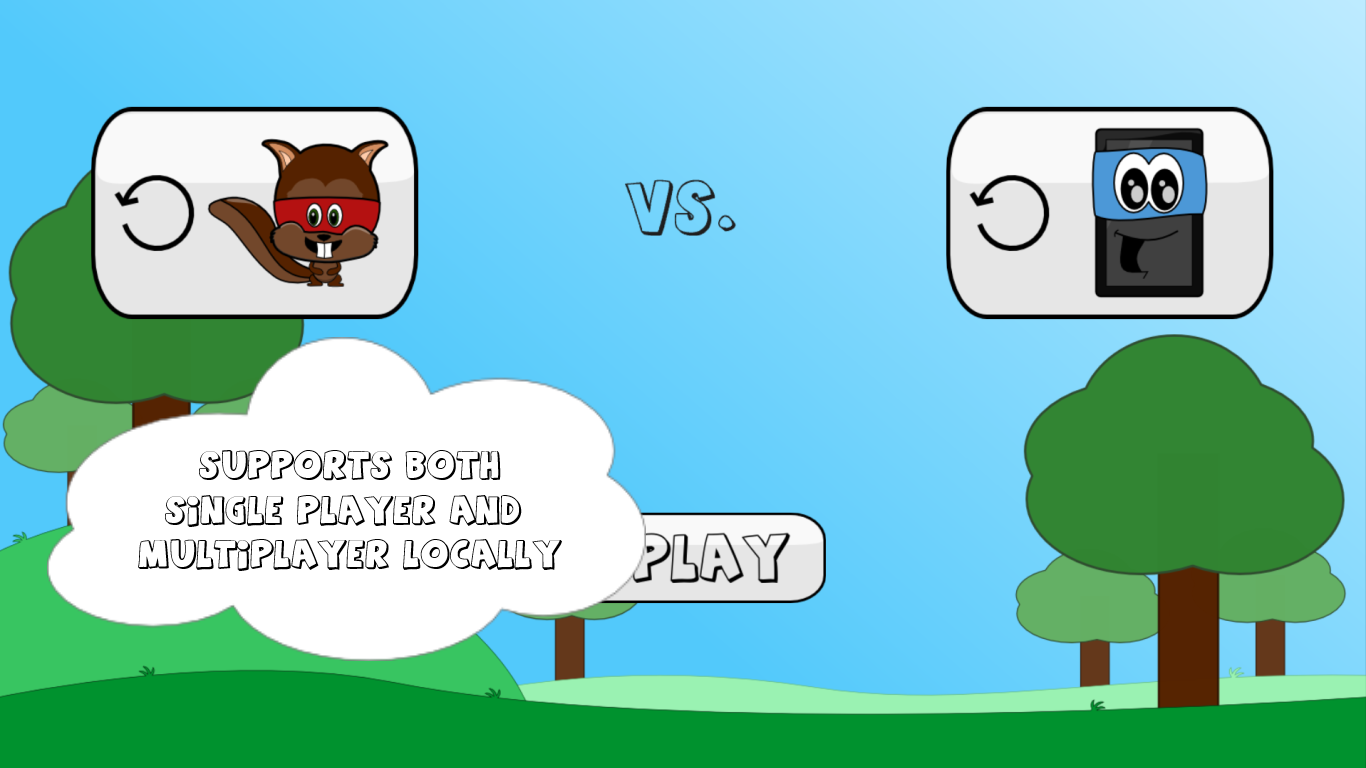 VS.
SUPPORTS BOTH
SiNGLE PLAYER AND
MULTiPLAYER LOCALLY
PLAY